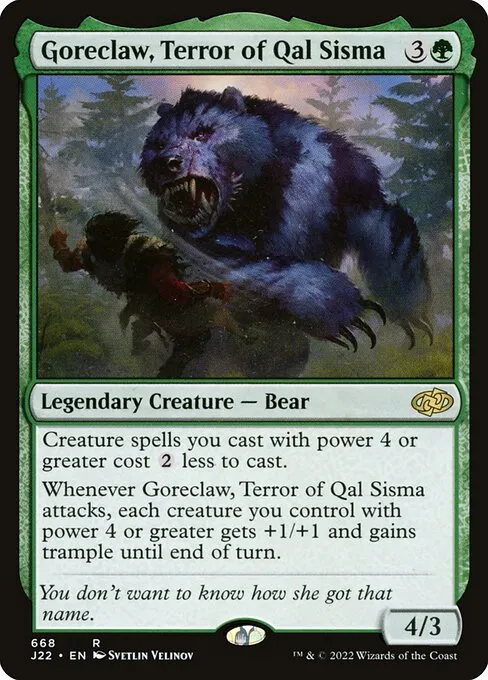 Goreclaw, Terror of Qal Sisma 3
Legendary Creature — Bear
Creature spells you cast with power 4 or
greater cost 2 less to cast.
Whenever Goreclaw, Terror of Qal Sisma
attacks, each creature you control with
power 4 or greater gets +1/+1 and gains
trample until end of turn.
You don't want to know how she got that
name.
4/3
668 R
J22 • EN Svetlin Velinov
™ & © 2022 Wizards of the Coast